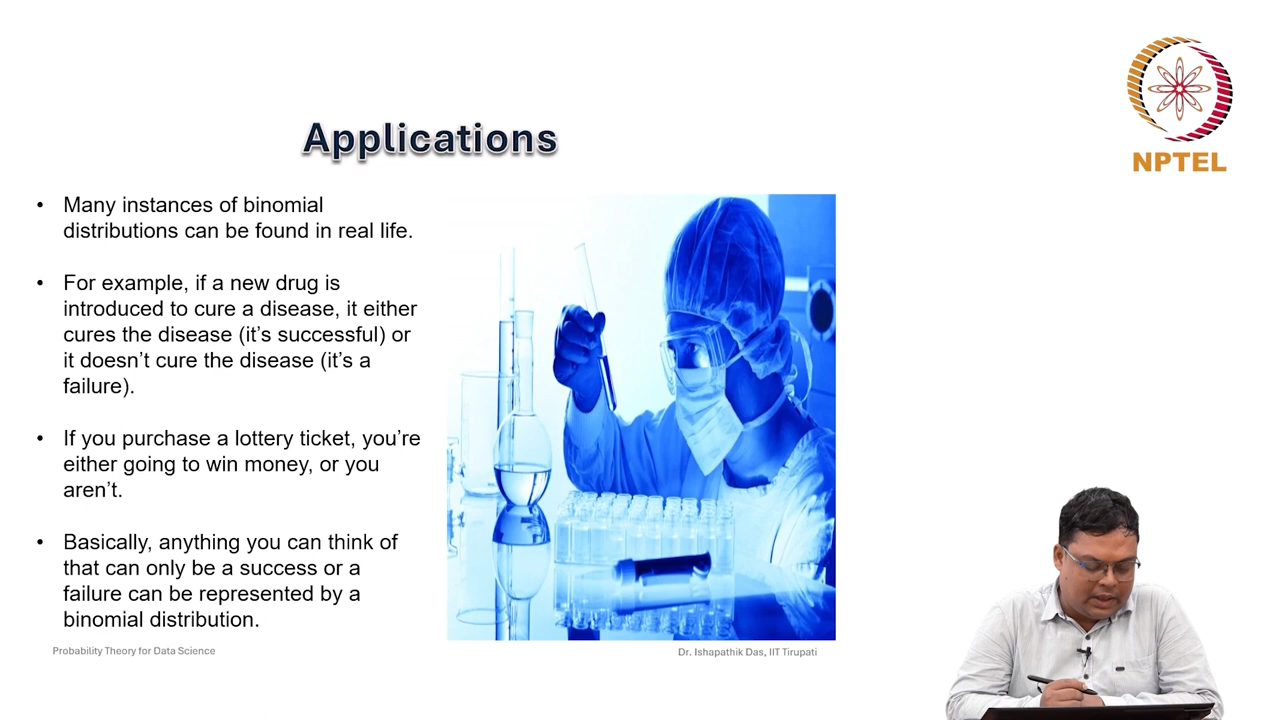 NPTEL
Applications
• Many instances of binomial
distributions can be found in real life.
• For example, if a new drug is
introduced to cure a disease, it either
cures the disease (it’s successful) or
it doesn’t cure the disease (it’s a
failure).
• If you purchase a lottery ticket, you’re
either going to win money, or you
aren’t.
• Basically, anything you can think of
that can only be a success or a
failure can be represented by a
binomial distribution.
Probability Theory for Data Science
Dr. Ishapathik Das, IIT Tirupati